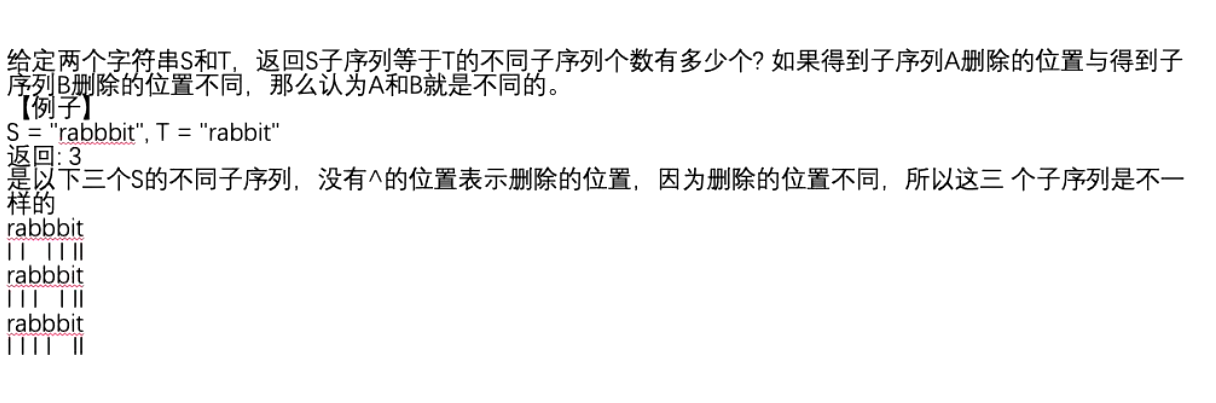 给定两个字符串S和T，返回S子序列等于T的不同子序列个数有多少个? 如果得到子序列A删除的位置与得到子
序列B删除的位置不同，那么认为A和B就是不同的。
【例子】
S = "rabbbit", T = "rabbit"
返回: 3
是以下三个S的不同子序列，没有^的位置表示删除的位置，因为删除的位置不同，所以这三 个子序列是不一
样的
rabbbit
| |   | | ||
rabbbit
| | |   | ||
rabbbit
| | | |   ||